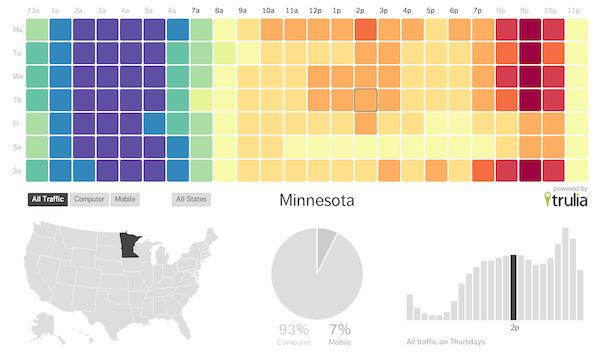 12a 1a 2a 3a 4a 5a 6a 7a 8a 9a 10a 11a 12p 1p 2p 3p 4p 5p 6p 7p 8p 9p 10p 11p
Mo
Tu
We
Th
Fr
Sa
Su
All Traffic Computer Mobile All States
Minnesota
powered by
trulia
93% 7%
Computer Mobile
2p
All traffic on Thursdays